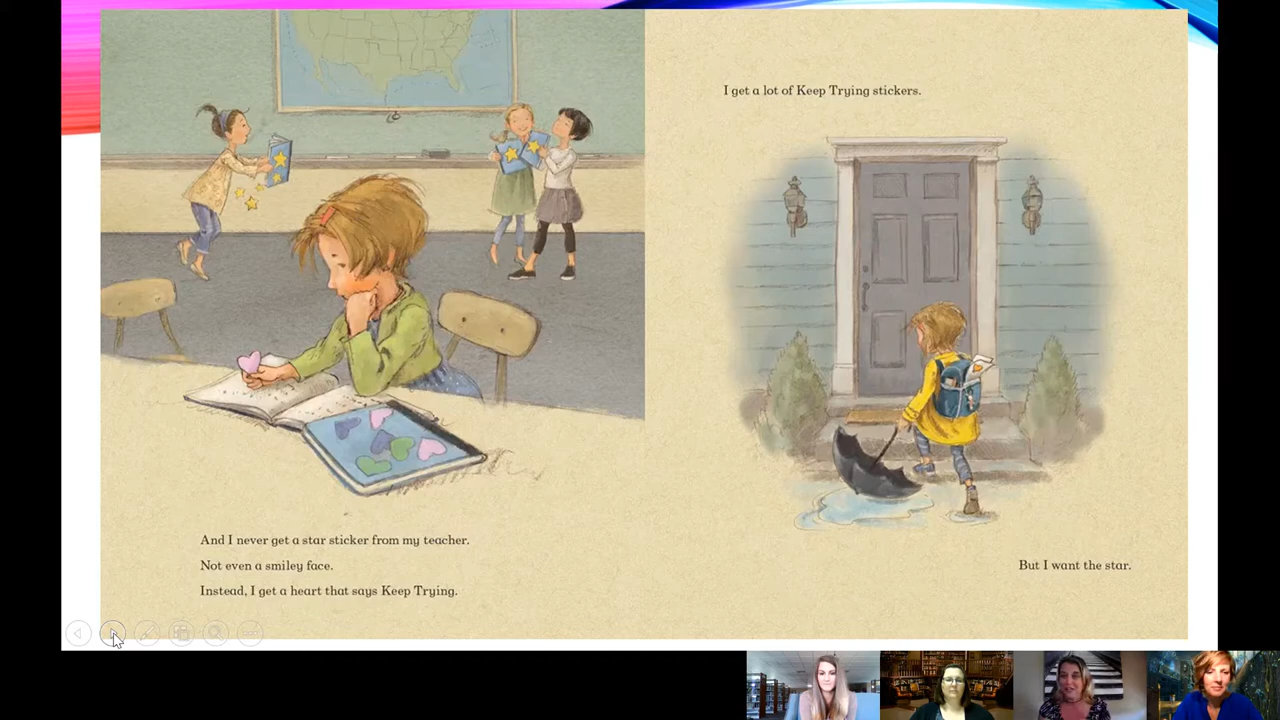 And I never get a star sticker from my teacher.
Not even a smiley face.
Instead, I get a heart that says Keep Trying.
I get a lot of Keep Trying stickers.
But I want the star.